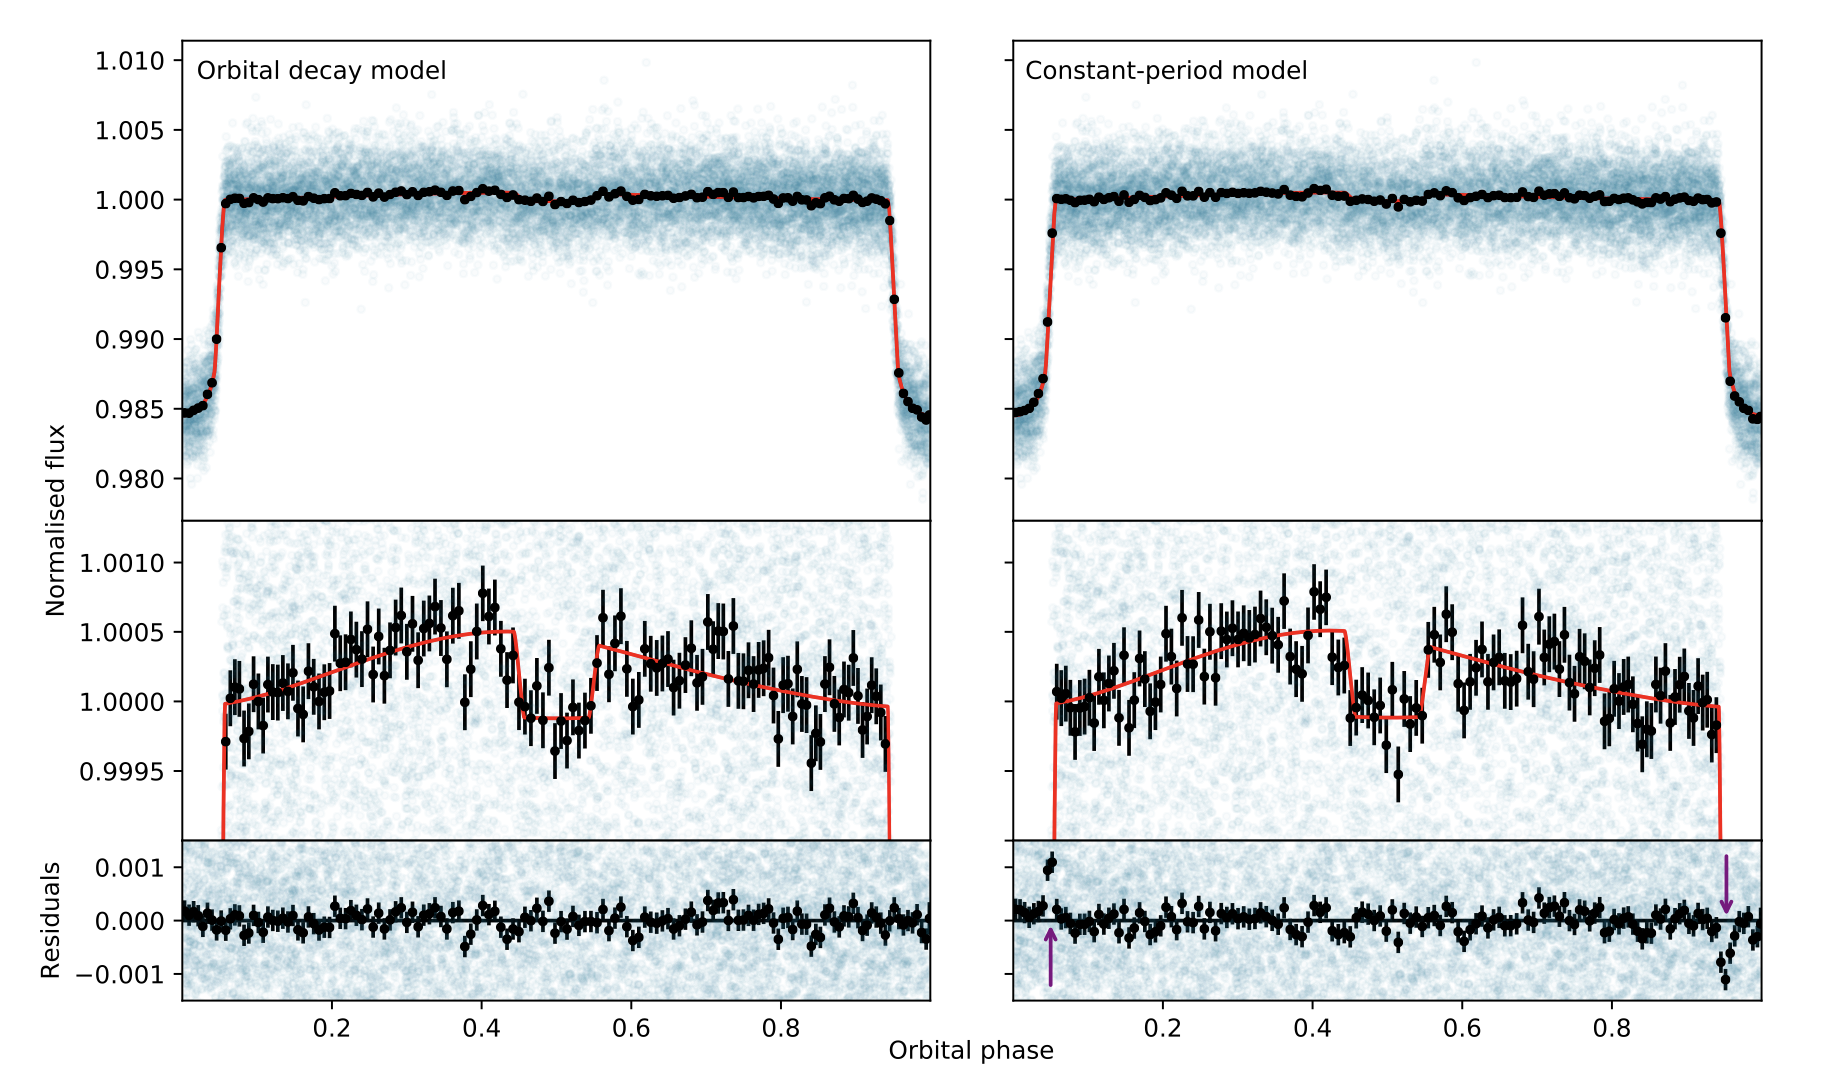 Orbital decay model
Constant-period model
1.010
1.005
1.000
0.995
0.990
0.985
0.980
Normalised flux
1.0010
1.0005
1.0000
0.9995
Residuals
0.001
0.000
−0.001
0.2 0.4 0.6 0.8
0.2 0.4 0.6 0.8
Orbital phase